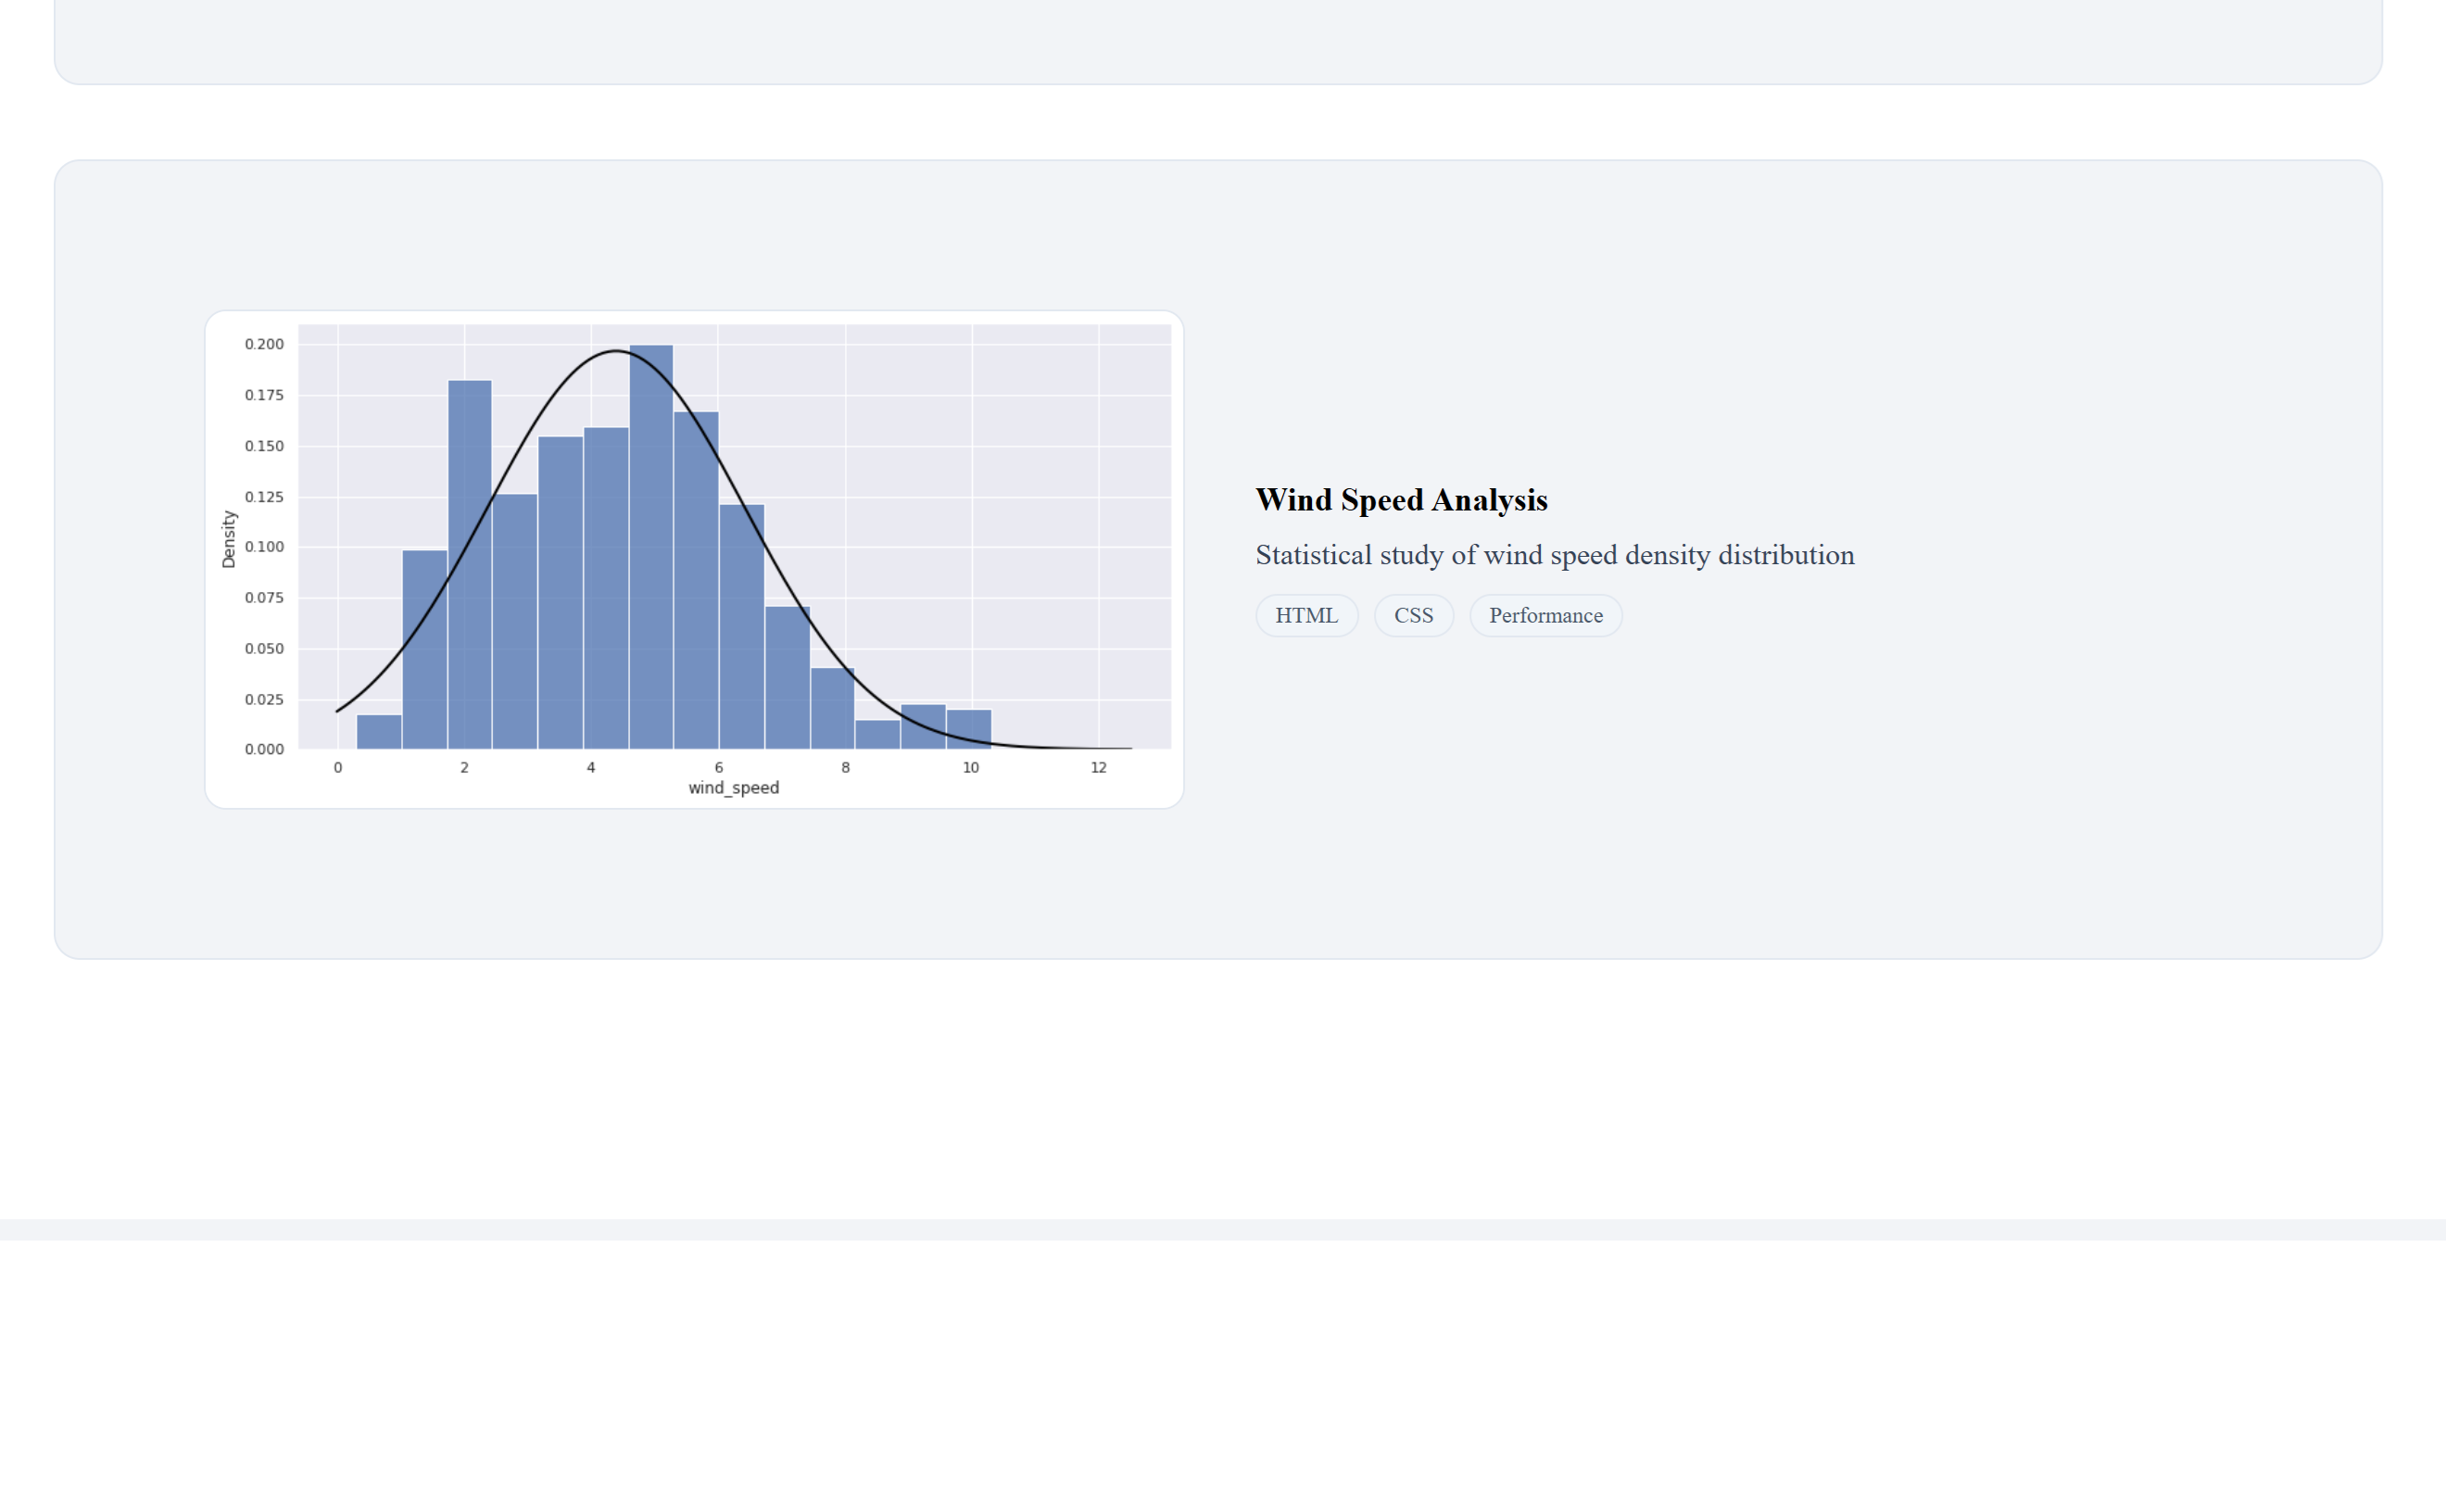 0.200
0.175
0.150
0.125
0.100
0.075
0.050
0.025
0.000
Density
0 2 4 6 8 10 12
wind_speed
Wind Speed Analysis
Statistical study of wind speed density distribution
HTML CSS Performance